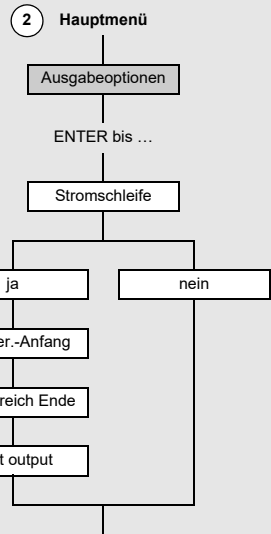 2 Hauptmenü
Ausgabeoptionen
ENTER bis …
Stromschleife
ja nein
er.-Anfang
reich Ende
t output